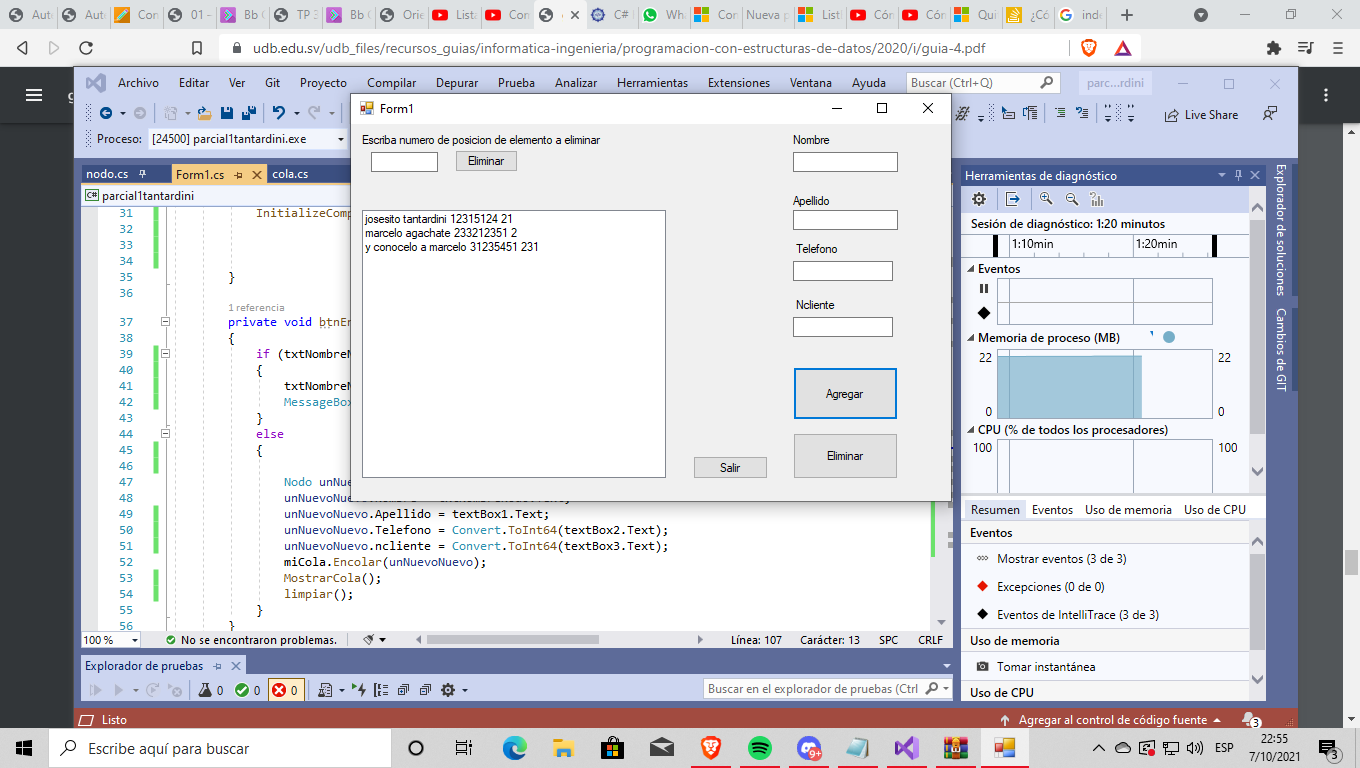 Aut
Aut
Con
01 –
Bb C
TP 3
Bb C
Orie
List
Cor
C#
Wha
Con
Nueva p
List
Cór
Cór
Qui
¿Có
inde
udb.edu.sv/udb_files/recursos_guias/informatica-ingenieria/programacion-con-estructuras-de-datos/2020/i/guia-4.pdf
Archivo Editar Ver Git Proyecto Compilar Depurar Prueba Analizar Herramientas Extensiones Ventana Ayuda
Buscar (Ctrl+Q)
parc...rdini
Live Share
Proceso: [24500] parcial1tantardini.exe
nodo.cs Form1.cs cola.cs
parcial1tantardini
31 InitializeComp
32
33
34
35 }
36
1 referencia
37 private void btnEn
38 {
39 if (txtNombreN
40 {
41 txtNombreN
42 MessageBox
43 }
44 else
45 {
46
47 Nodo unNu
48
49 unNuevoNuevo.Apellido = textBox1.Text;
50 unNuevoNuevo.Telefono = Convert.ToInt64(textBox2.Text);
51 unNuevoNuevo.ncliente = Convert.ToInt64(textBox3.Text);
52 miCola.Encolar(unNuevoNuevo);
53 MostrarCola();
54 limpiar();
55 }
56 }
100 % No se encontraron problemas. Línea: 107 Carácter: 13 SPC CRLF
Form1
Escriba numero de posicion de elemento a eliminar
Eliminar
josesito tantardini 12315124 21
marcelo agachate 233212351 2
y conocelo a marcelo 31235451 231
Nombre
Apellido
Telefono
Ncliente
Agregar
Eliminar
Salir
Herramientas de diagnóstico
Sesión de diagnóstico: 1:20 minutos
1:10min 1:20min
Eventos
Memoria de proceso (MB)
22 22
0 0
CPU (% de todos los procesadores)
100 100
Resumen Eventos Uso de memoria Uso de CPU
Eventos
Mostrar eventos (3 de 3)
Excepciones (0 de 0)
Eventos de IntelliTrace (3 de 3)
Uso de memoria
Tomar instantánea
Uso de CPU
Explorador de soluciones
Cambios de GIT
Explorador de pruebas
0 0 0
Buscar en el explorador de pruebas (Ctrl
Listo
Agregar al control de código fuente
3
Escribe aquí para buscar
9+
ESP
22:55
7/10/2021
3